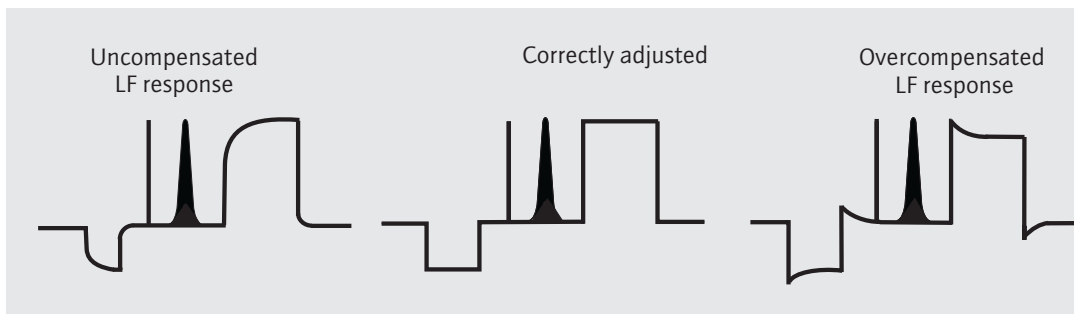 Uncompensated
LF response
Correctly adjusted
Overcompensated
LF response